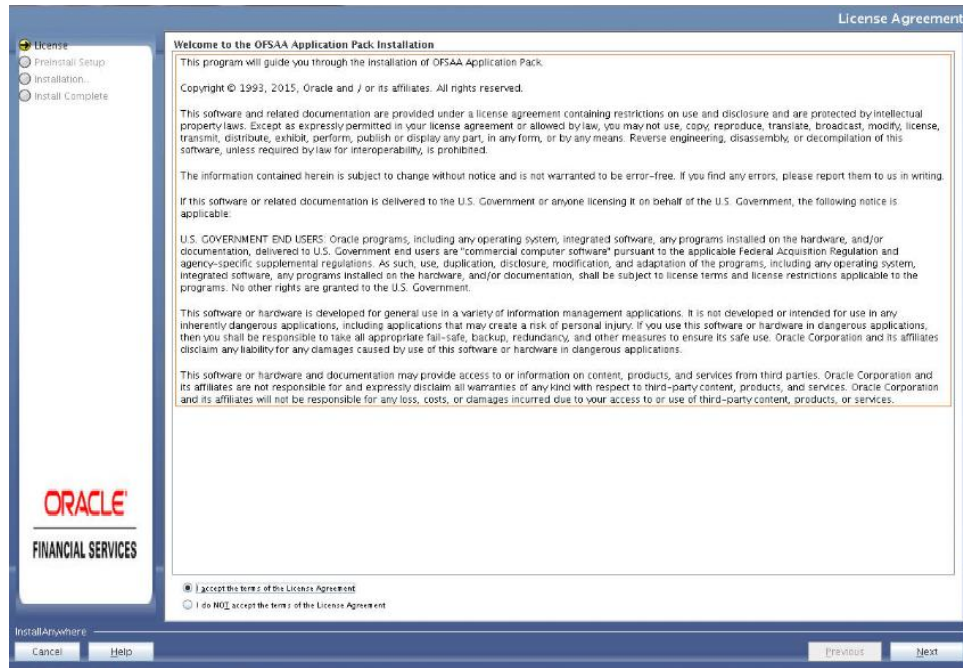 License Agreement
License
Preinstall Setup
Installation...
Install Complete
Welcome to the OFSAA Application Pack Installation
This program will guide you through the installation of OFSAA Application Pack.
Copyright © 1993, 2015, Oracle and / or its affiliates. All rights reserved.
This software and related documentation are provided under a license agreement containing restrictions on use and disclosure and are protected by intellectual
property laws. Except as expressly permitted in your license agreement or allowed by law, you may not use, copy, reproduce, translate, broadcast, modify, license,
transmit, distribute, exhibit, perform, publish or display any part, in any form, or by any means. Reverse engineering, disassembly, or decompilation of this
software, unless required by law for interoperability, is prohibited.
The information contained herein is subject to change without notice and is not warranted to be error-free. If you find any errors, please report them to us in writing.
If this software or related documentation is delivered to the U.S. Government or anyone licensing it on behalf of the U.S. Government, the following notice is
applicable:
U.S. GOVERNMENT END USERS: Oracle programs, including any operating system, integrated software, any programs installed on the hardware, and/or
documentation, delivered to U.S. Government end users are "commercial computer software" pursuant to the applicable Federal Acquisition Regulation and
agency-specific supplemental regulations. As such, use, duplication, disclosure, modification, and adaptation of the programs, including any operating system,
integrated software, any programs installed on the hardware, and/or documentation, shall be subject to license terms and license restrictions applicable to the
programs. No other rights are granted to the U.S. Government.
This software or hardware is developed for general use in a variety of information management applications. It is not developed or intended for use in any
inherently dangerous applications, including applications that may create a risk of personal injury. If you use this software or hardware in dangerous applications,
then you shall be responsible to take all appropriate fail-safe, backup, redundancy, and other measures to ensure its safe use. Oracle Corporation and its affiliates
disclaim any liability for any damages caused by use of this software or hardware in dangerous applications.
This software or hardware and documentation may provide access to or information on content, products, and services from third parties. Oracle Corporation and
its affiliates are not responsible for and expressly disclaim all warranties of any kind with respect to third-party content, products, and services. Oracle Corporation
and its affiliates will not be responsible for any loss, costs, or damages incurred due to your access to or use of third-party content, products, or services.
ORACLE
FINANCIAL SERVICES
I accept the terms of the License Agreement
I do NOT accept the terms of the License Agreement
InstallAnywhere
Cancel Help Previous Next